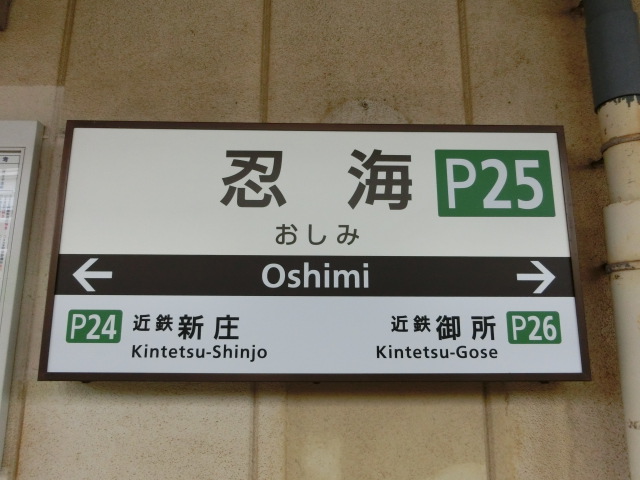 忍海 P25
おしみ
← Oshimi →
P24 近鉄新庄 近鉄御所 P26
Kintetsu-Shinjo Kintetsu-Gose